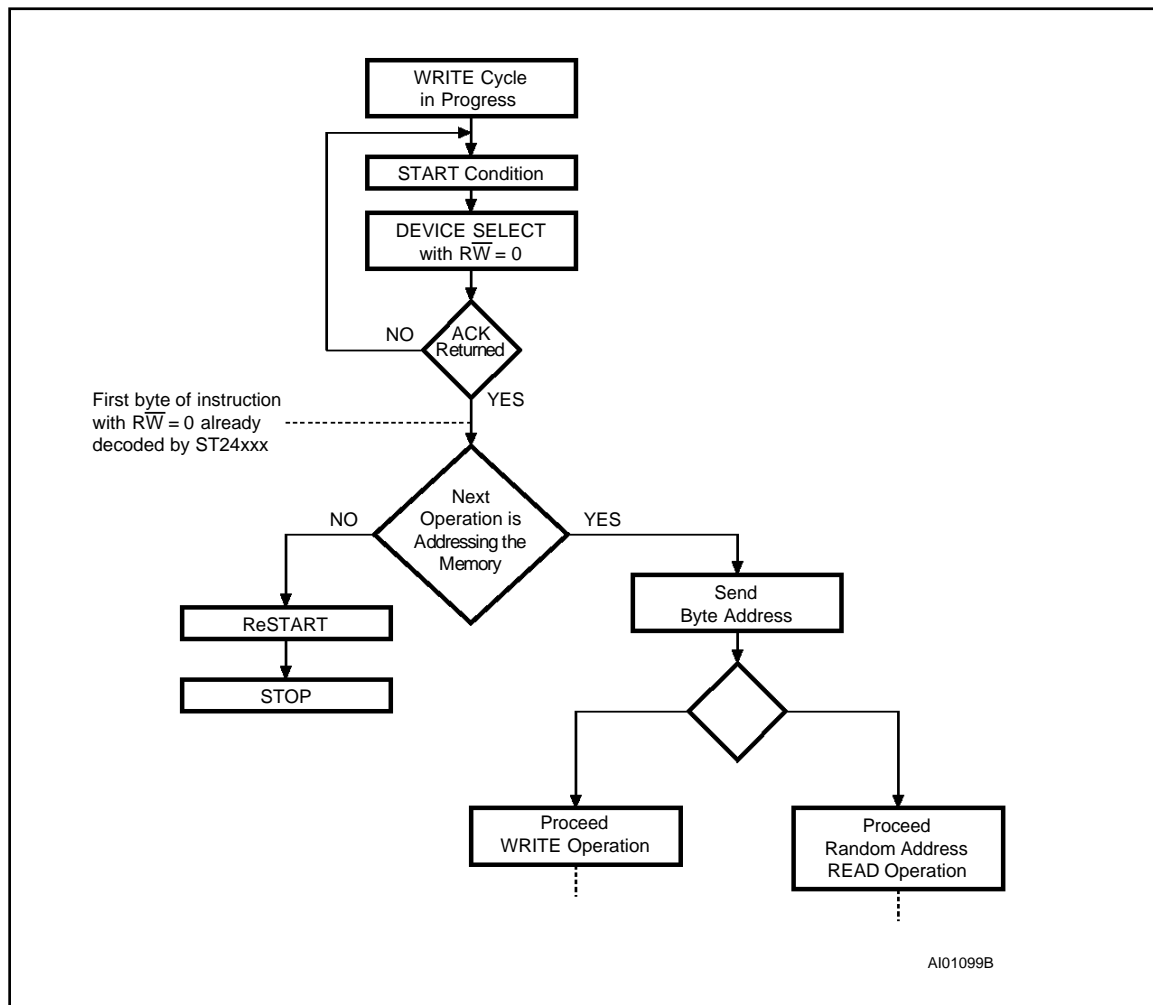 WRITE Cycle
in Progress
START Condition
DEVICE SELECT
with RW̅ = 0
ACK
Returned
NO
YES
First byte of instruction
with RW̅ = 0 already
decoded by ST24xxx
Next
Operation is
Addressing the
Memory
NO
YES
Send
Byte Address
ReSTART
STOP
Proceed
WRITE Operation
Proceed
Random Address
READ Operation
AI01099B